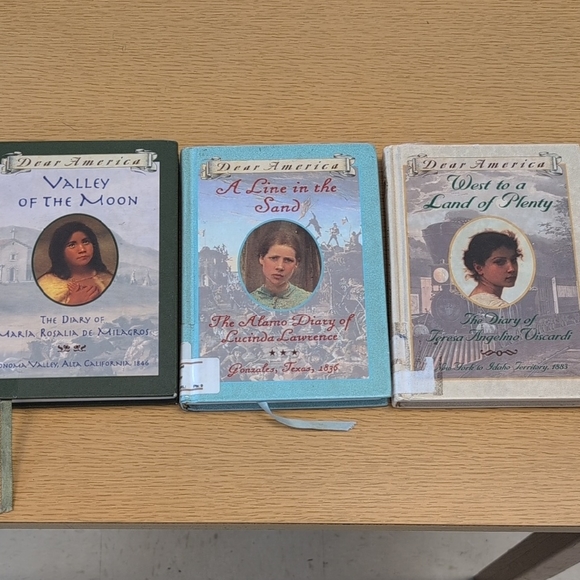 Dear America
VALLEY
OF THE MOON
THE DIARY OF
MARÍA ROSALIA DE MILAGROS
SONOMA VALLEY, ALTA CALIFORNIA, 1846
Dear America
A Line in the
Sand
The Alamo Diary of
Lucinda Lawrence
Gonzales, Texas, 1836
Dear America
West to a
Land of Plenty
The Diary of
Teresa Angelino Viscardi
New York to Idaho Territory, 1883